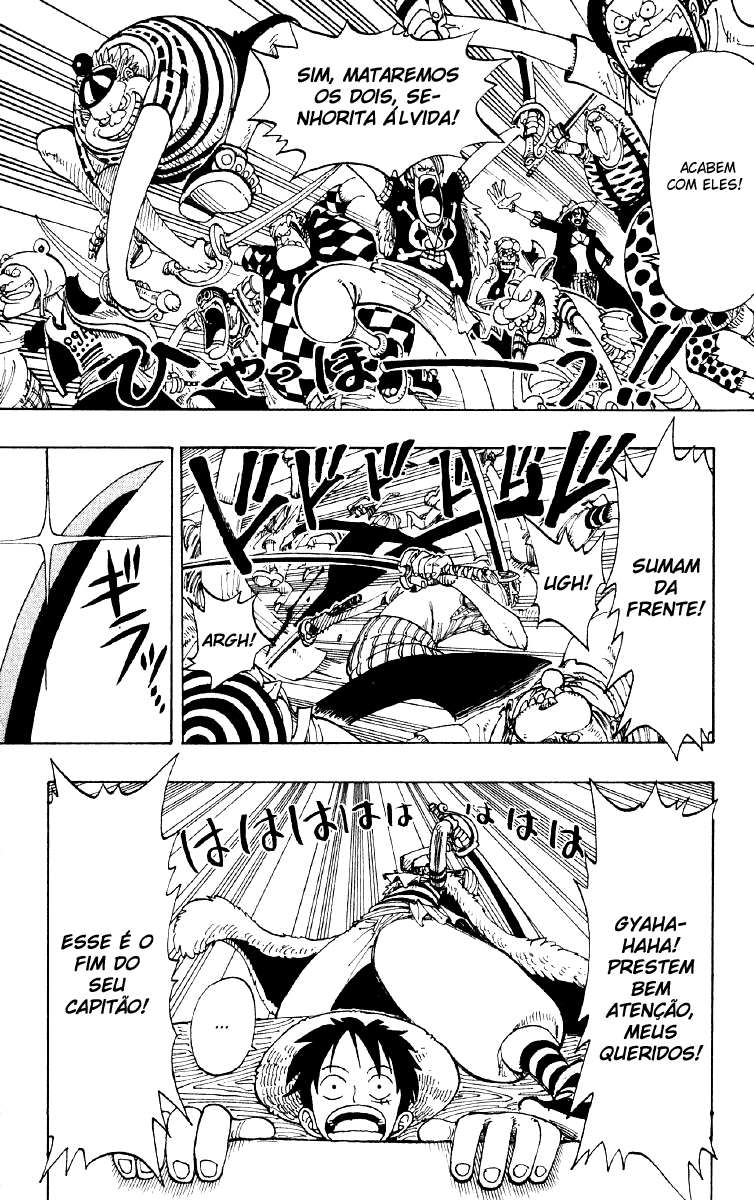 ACABEM
COM ELES!
SIM, MATAREMOS
OS DOIS, SE-
NHORITA ÁLVIDA!
ひゃっほーーう!!
SUMAM
DA
FRENTE!
UGH!
ARGH!
ドドドドドド
ギラッ
GYAHA-
HAHA!
PRESTEM
BEM
ATENÇÃO,
MEUS
QUERIDOS!
はははははははは
...
ESSE É O
FIM DO
SEU
CAPITÃO!